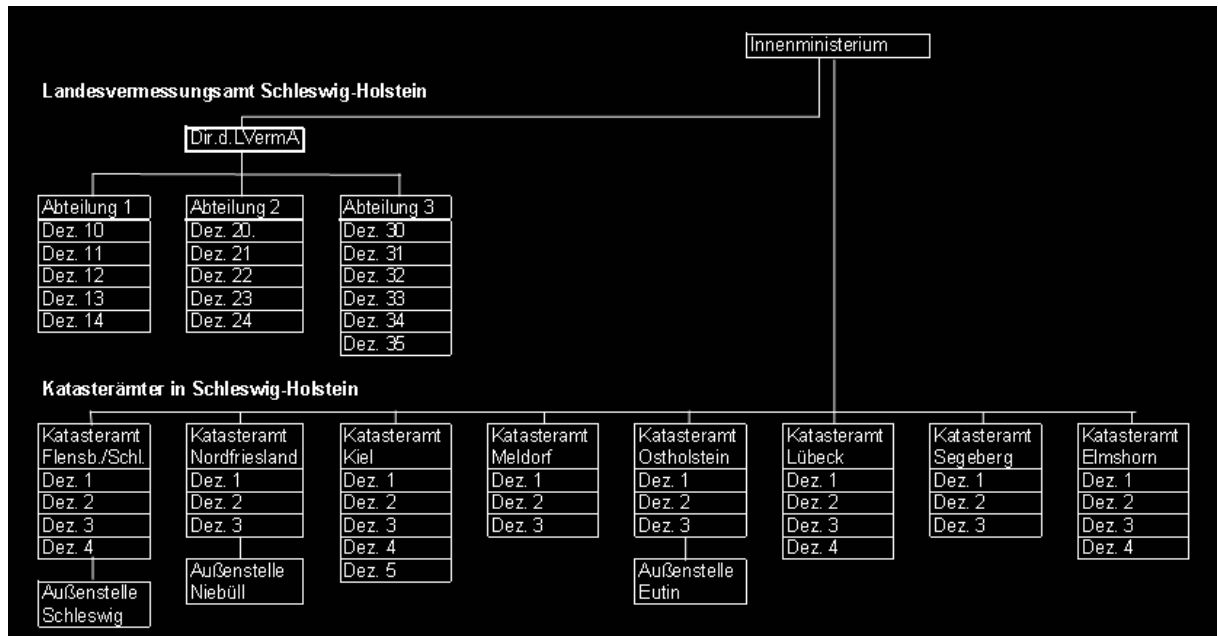 Innenministerium
Landesvermessungsamt Schleswig-Holstein
Dir.d.LVermA
Abteilung 1
Dez. 10
Dez. 11
Dez. 12
Dez. 13
Dez. 14
Abteilung 2
Dez. 20.
Dez. 21
Dez. 22
Dez. 23
Dez. 24
Abteilung 3
Dez. 30
Dez. 31
Dez. 32
Dez. 33
Dez. 34
Dez. 35
Katasterämter in Schleswig-Holstein
Katasteramt
Flensb./Schl.
Dez. 1
Dez. 2
Dez. 3
Dez. 4
Außenstelle
Schleswig
Katasteramt
Nordfriesland
Dez. 1
Dez. 2
Dez. 3
Außenstelle
Niebüll
Katasteramt
Kiel
Dez. 1
Dez. 2
Dez. 3
Dez. 4
Dez. 5
Katasteramt
Meldorf
Dez. 1
Dez. 2
Dez. 3
Katasteramt
Ostholstein
Dez. 1
Dez. 2
Dez. 3
Außenstelle
Eutin
Katasteramt
Lübeck
Dez. 1
Dez. 2
Dez. 3
Dez. 4
Katasteramt
Segeberg
Dez. 1
Dez. 2
Dez. 3
Katasteramt
Elmshorn
Dez. 1
Dez. 2
Dez. 3
Dez. 4